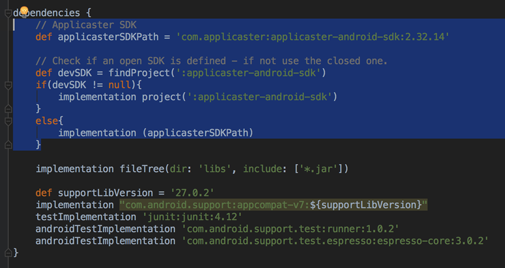 dependencies {
// Applicaster SDK
def applicasterSDKPath = 'com.applicaster:applicaster-android-sdk:2.32.14'
// Check if an open SDK is defined - if not use the closed one.
def devSDK = findProject(':applicaster-android-sdk')
if(devSDK != null){
implementation project(':applicaster-android-sdk')
}
else{
implementation (applicasterSDKPath)
}
implementation fileTree(dir: 'libs', include: ['*.jar'])
def supportLibVersion = '27.0.2'
implementation "com.android.support:appcompat-v7:${supportLibVersion}"
testImplementation 'junit:junit:4.12'
androidTestImplementation 'com.android.support.test:runner:1.0.2'
androidTestImplementation 'com.android.support.test.espresso:espresso-core:3.0.2'
}